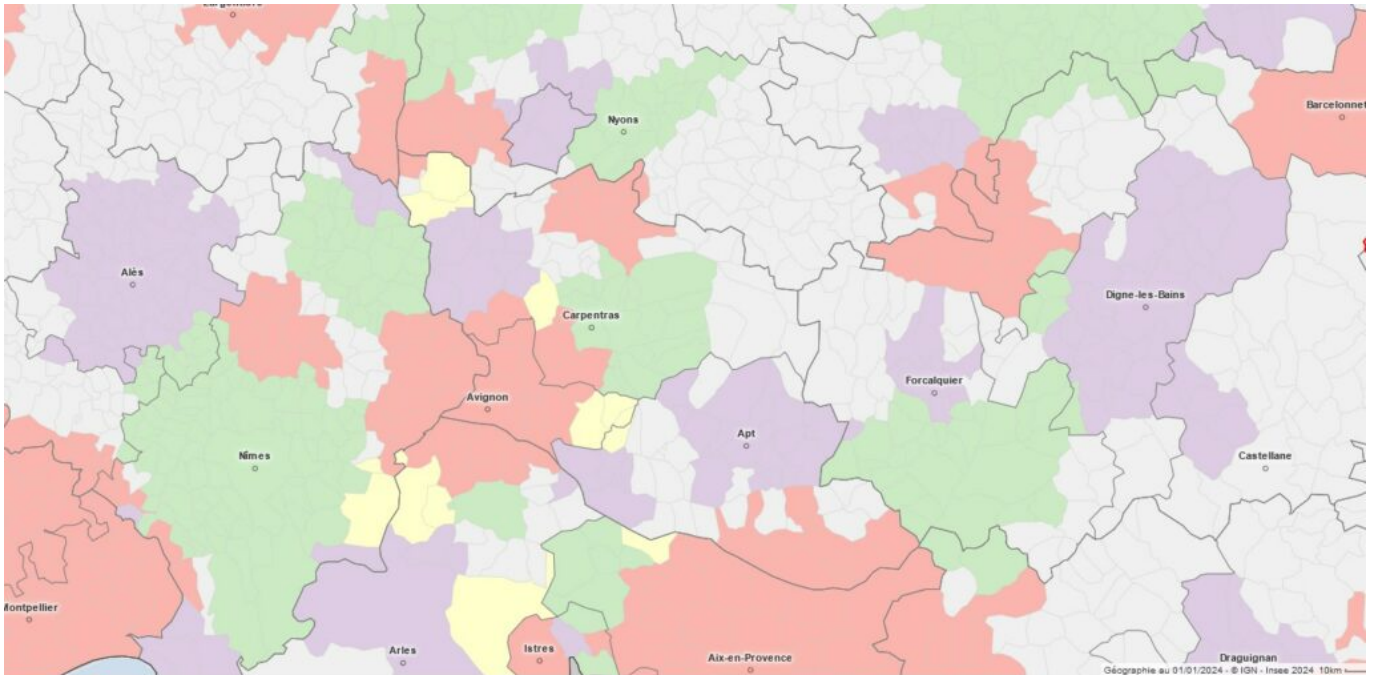 Nyons
Barcelonnet
Alès
Digne-les-Bains
Carpentras
Forcalquier
Avignon
Apt
Nîmes
Castellane
Montpellier
Arles
Istres
Aix-en-Provence
Draguignan
Géographie au 01/01/2024 - © IGN - Insee 2024 10km